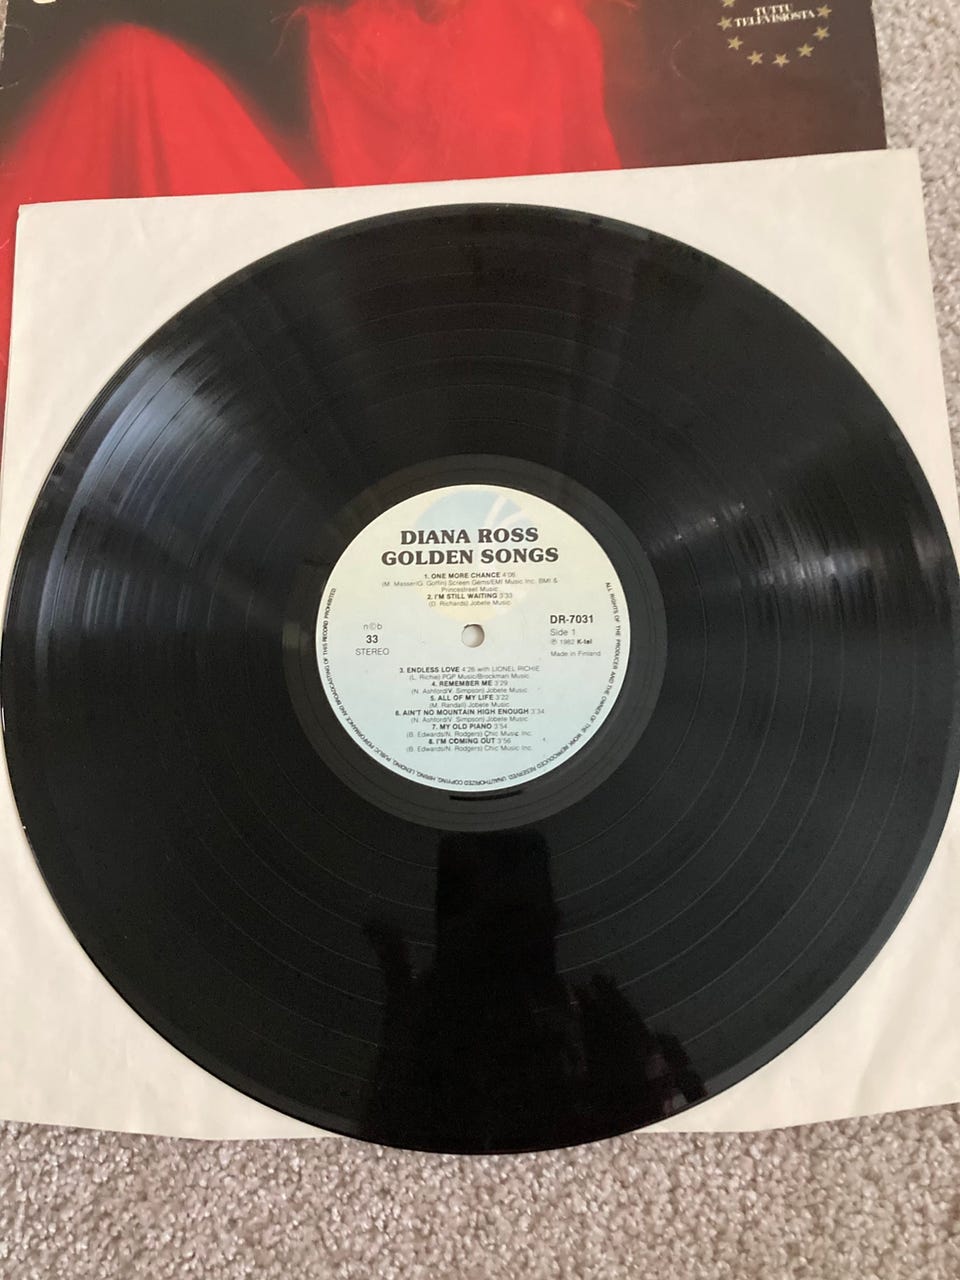 TUTTU
TELEVISIOSTA
DIANA ROSS
GOLDEN SONGS
1. ONE MORE CHANCE 4'06
(M. Masser/G. Goffin) Screen Gems/EMI Music Inc. BMI &
Princestreet Music
2. I'M STILL WAITING 3'33
(D. Richards) Jobete Music
n©b
33
STEREO
DR-7031
Side 1
℗ 1982 K-tel
Made in Finland
3. ENDLESS LOVE 4'26 with LIONEL RICHIE
(L. Richie) PGP Music/Brockman Music
4. REMEMBER ME 3'29
(N. Ashford/V. Simpson) Jobete Music
5. ALL OF MY LIFE 3'22
(M. Randall) Jobete Music
6. AIN'T NO MOUNTAIN HIGH ENOUGH 3'34
(N. Ashford/V. Simpson) Jobete Music
7. MY OLD PIANO 3'54
(B. Edwards/N. Rodgers) Chic Music Inc.
8. I'M COMING OUT 3'56
(B. Edwards/N. Rodgers) Chic Music Inc.
ALL RIGHTS OF THE PRODUCER AND THE OWNER OF THE WORK REPRODUCED RESERVED. UNAUTHORIZED COPYING, HIRING, LENDING, PUBLIC PERFORMANCE AND BROADCASTING OF THIS RECORD PROHIBITED